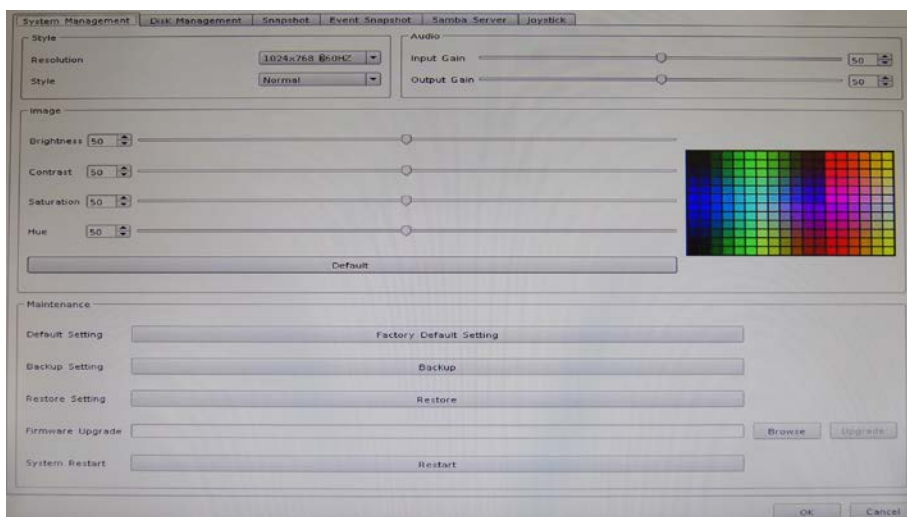 System Management Disk Management Snapshot Event Snapshot Samba Server Joystick
Style
Resolution 1024x768 @60HZ
Style Normal
Audio
Input Gain 50
Output Gain 50
Image
Brightness 50
Contrast 50
Saturation 50
Hue 50
Default
Maintenance
Default Setting Factory Default Setting
Backup Setting Backup
Restore Setting Restore
Firmware Upgrade Browse Upgrade
System Restart Restart
OK Cancel